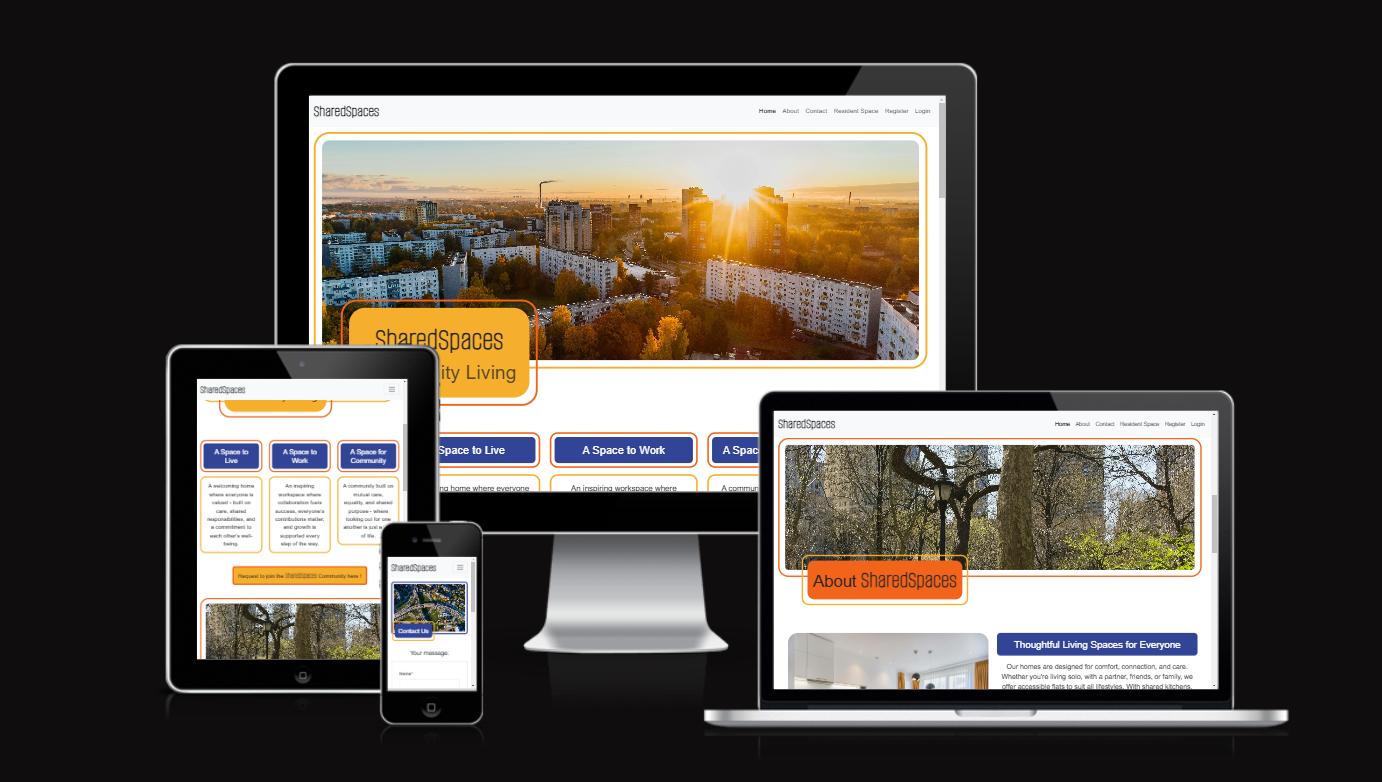 SharedSpaces
Home About Contact Resident Space Register Login
SharedSpaces
ity Living
Space to Live
A Space to Work
A Spac
ng home where everyone
An inspiring workspace where
A commun
SharedSpaces
A Space to
Live
A welcoming home
where everyone is
valued - built on
care, shared
responsibilities, and
a commitment to
each other's well-
being.
A Space to
Work
An inspiring
workspace where
collaboration fuels
success, everyone's
contributions matter,
and growth is
supported every
step of the way.
A Space for
Community
A community built on
mutual care,
equality, and shared
purpose - where
looking out for one
another is just a
of life.
Request to join the SharedSpaces Community here !
SharedSpaces
Contact Us
Your message:
Name*
SharedSpaces
Home About Contact Resident Space Register Login
About SharedSpaces
Thoughtful Living Spaces for Everyone
Our homes are designed for comfort, connection, and care.
Whether you're living solo, with a partner, friends, or family, we
offer accessible flats to suit all lifestyles. With shared kitchens,